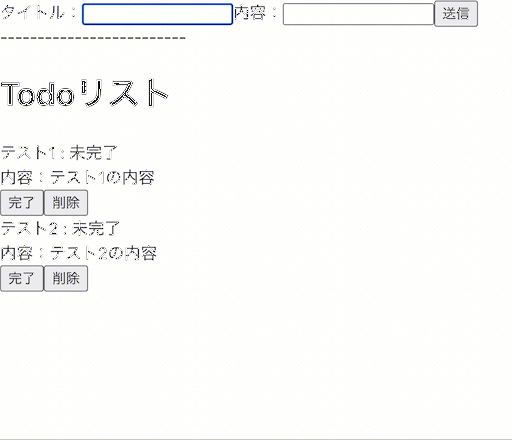 タイトル：内容：送信
-------------------------
Todoリスト
テスト1 : 未完了
内容：テスト1の内容
完了 削除
テスト2 : 未完了
内容：テスト2の内容
完了 削除